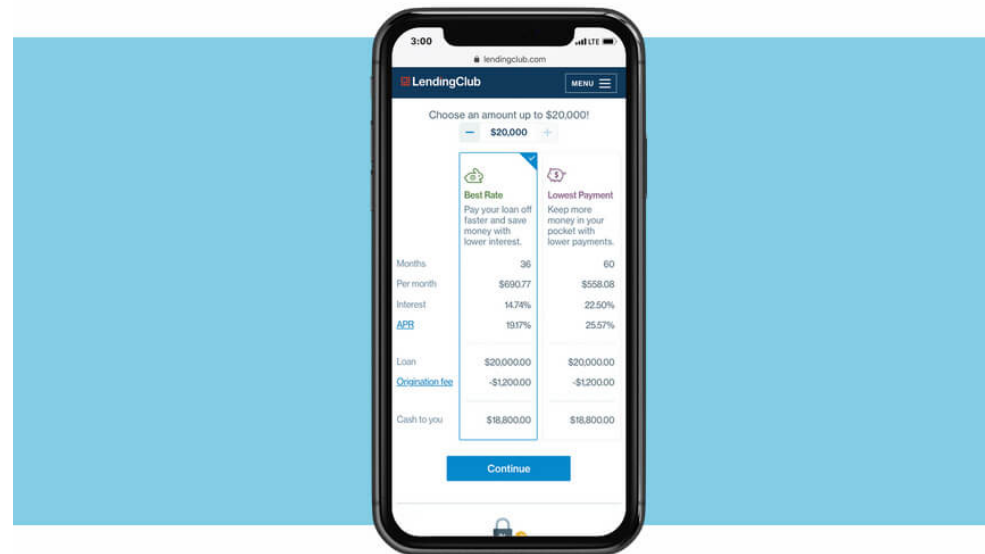 3:00
LTE
lendingclub.com
LendingClub
MENU
Choose an amount up to $20,000!
− $20,000 +
Best Rate
Pay your loan off
faster and save
money with
lower interest.
Lowest Payment
Keep more
money in your
pocket with
lower payments.
Months 36 60
Per month $690.77 $558.08
Interest 14.74% 22.50%
APR 19.17% 25.57%
Loan $20,000.00 $20,000.00
Origination fee -$1,200.00 -$1,200.00
Cash to you $18,800.00 $18,800.00
Continue